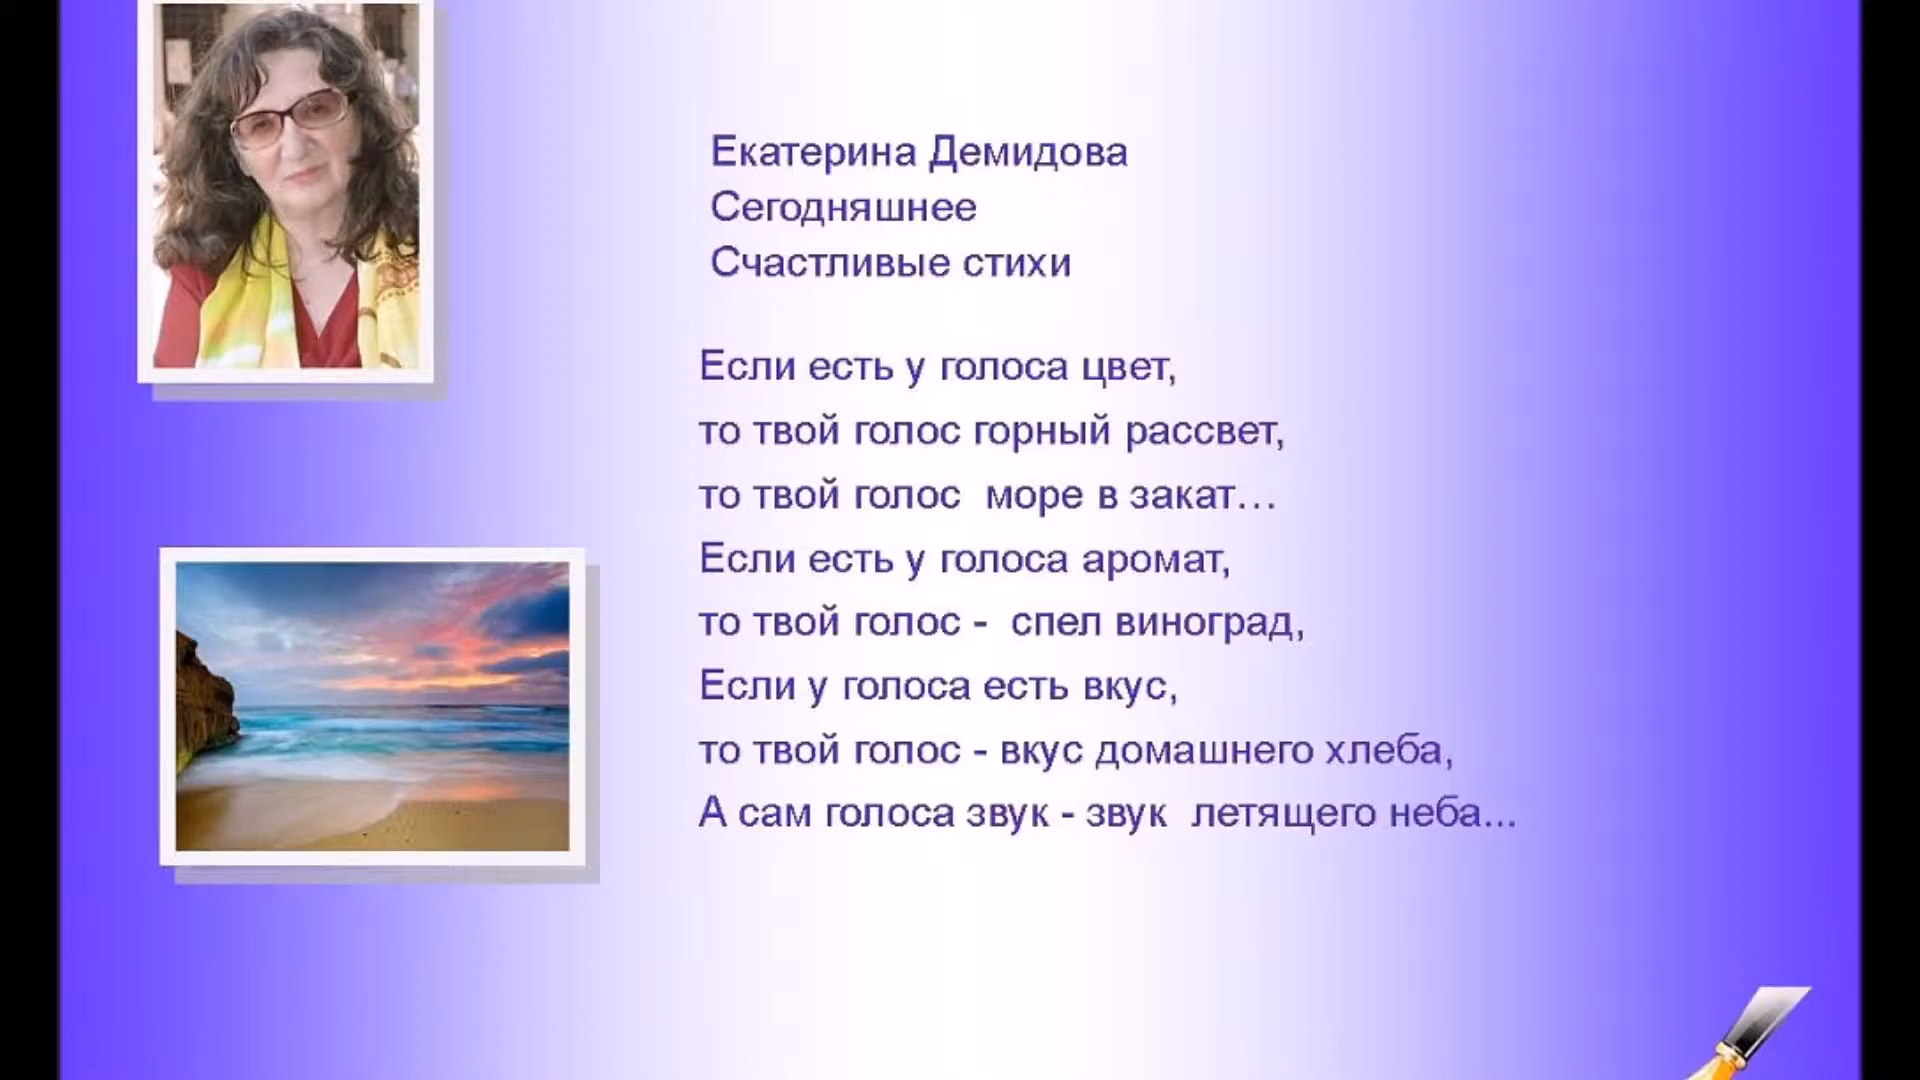 Екатерина Демидова
Сегодняшнее
Счастливые стихи
Если есть у голоса цвет,
то твой голос горный рассвет,
то твой голос  море в закат...
Если есть у голоса аромат,
то твой голос -  спел виноград,
Если у голоса есть вкус,
то твой голос - вкус домашнего хлеба,
А сам голоса звук - звук  летящего неба...